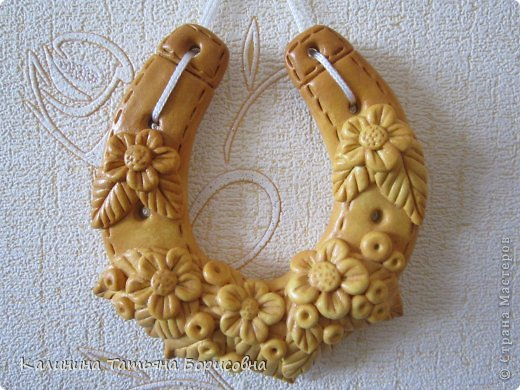 © Страна Мастеров
Калинина Татьяна Борисовна